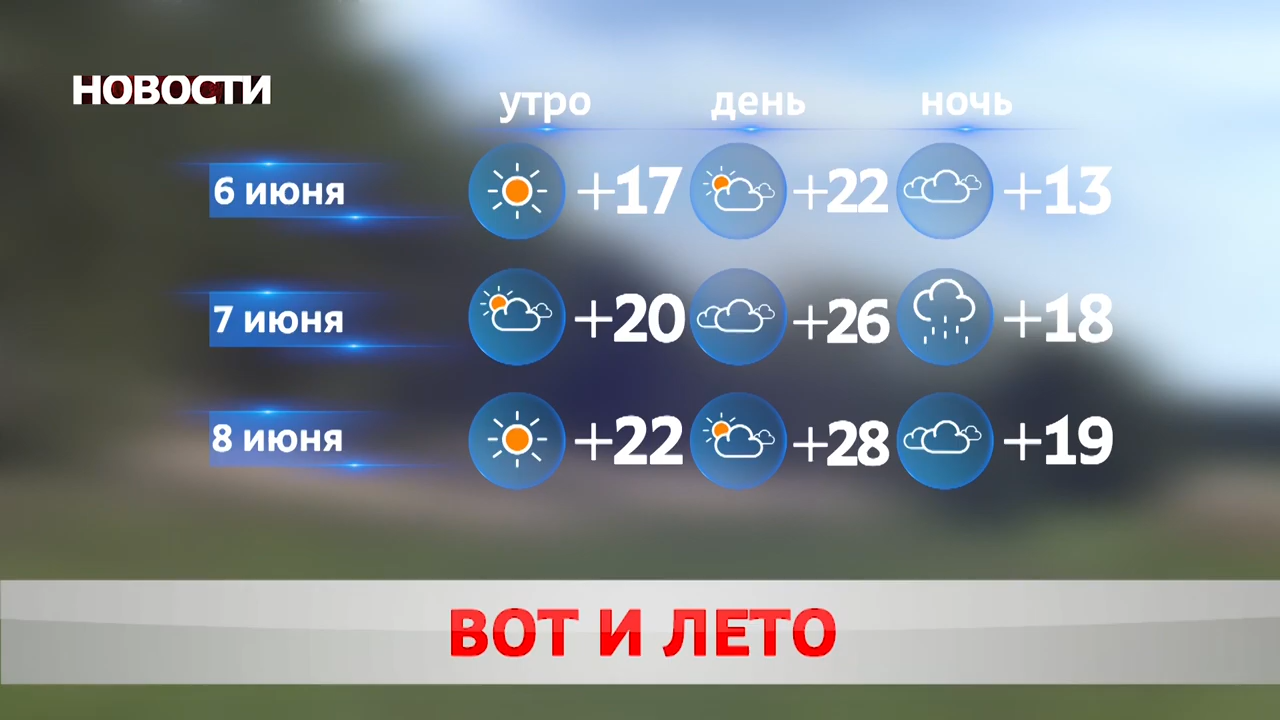 НОВОСТИ
утро день ночь
6 июня +17 +22 +13
7 июня +20 +26 +18
8 июня +22 +28 +19
ВОТ И ЛЕТО